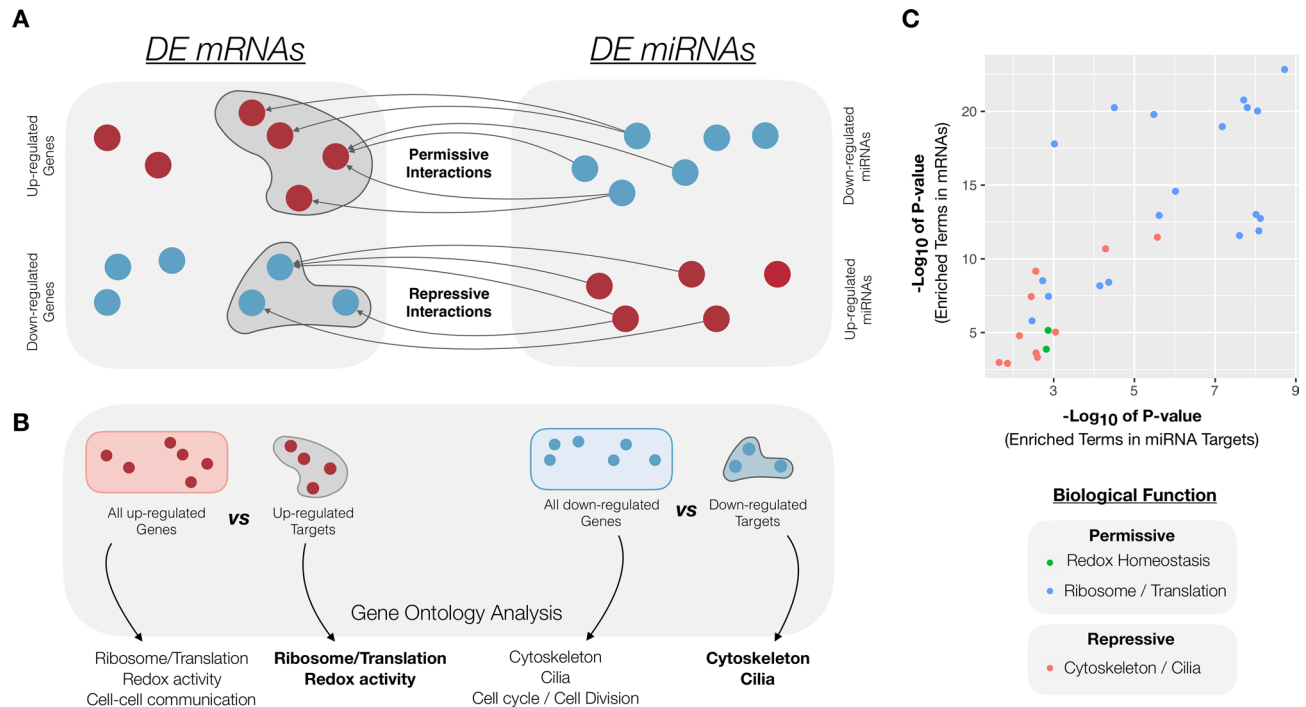 A
DE mRNAs
DE miRNAs
Up-regulated
Genes
Permissive
Interactions
Down-regulated
miRNAs
Down-regulated
Genes
Repressive
Interactions
Up-regulated
miRNAs
B
All up-regulated
Genes
vs
Up-regulated
Targets
All down-regulated
Genes
vs
Down-regulated
Targets
Gene Ontology Analysis
Ribosome/Translation
Redox activity
Cell-cell communication
Ribosome/Translation
Redox activity
Cytoskeleton
Cilia
Cell cycle / Cell Division
Cytoskeleton
Cilia
C
-Log10 of P-value
(Enriched Terms in mRNAs)
20
15
10
5
3 5 7 9
-Log10 of P-value
(Enriched Terms in miRNA Targets)
Biological Function
Permissive
Redox Homeostasis
Ribosome / Translation
Repressive
Cytoskeleton / Cilia